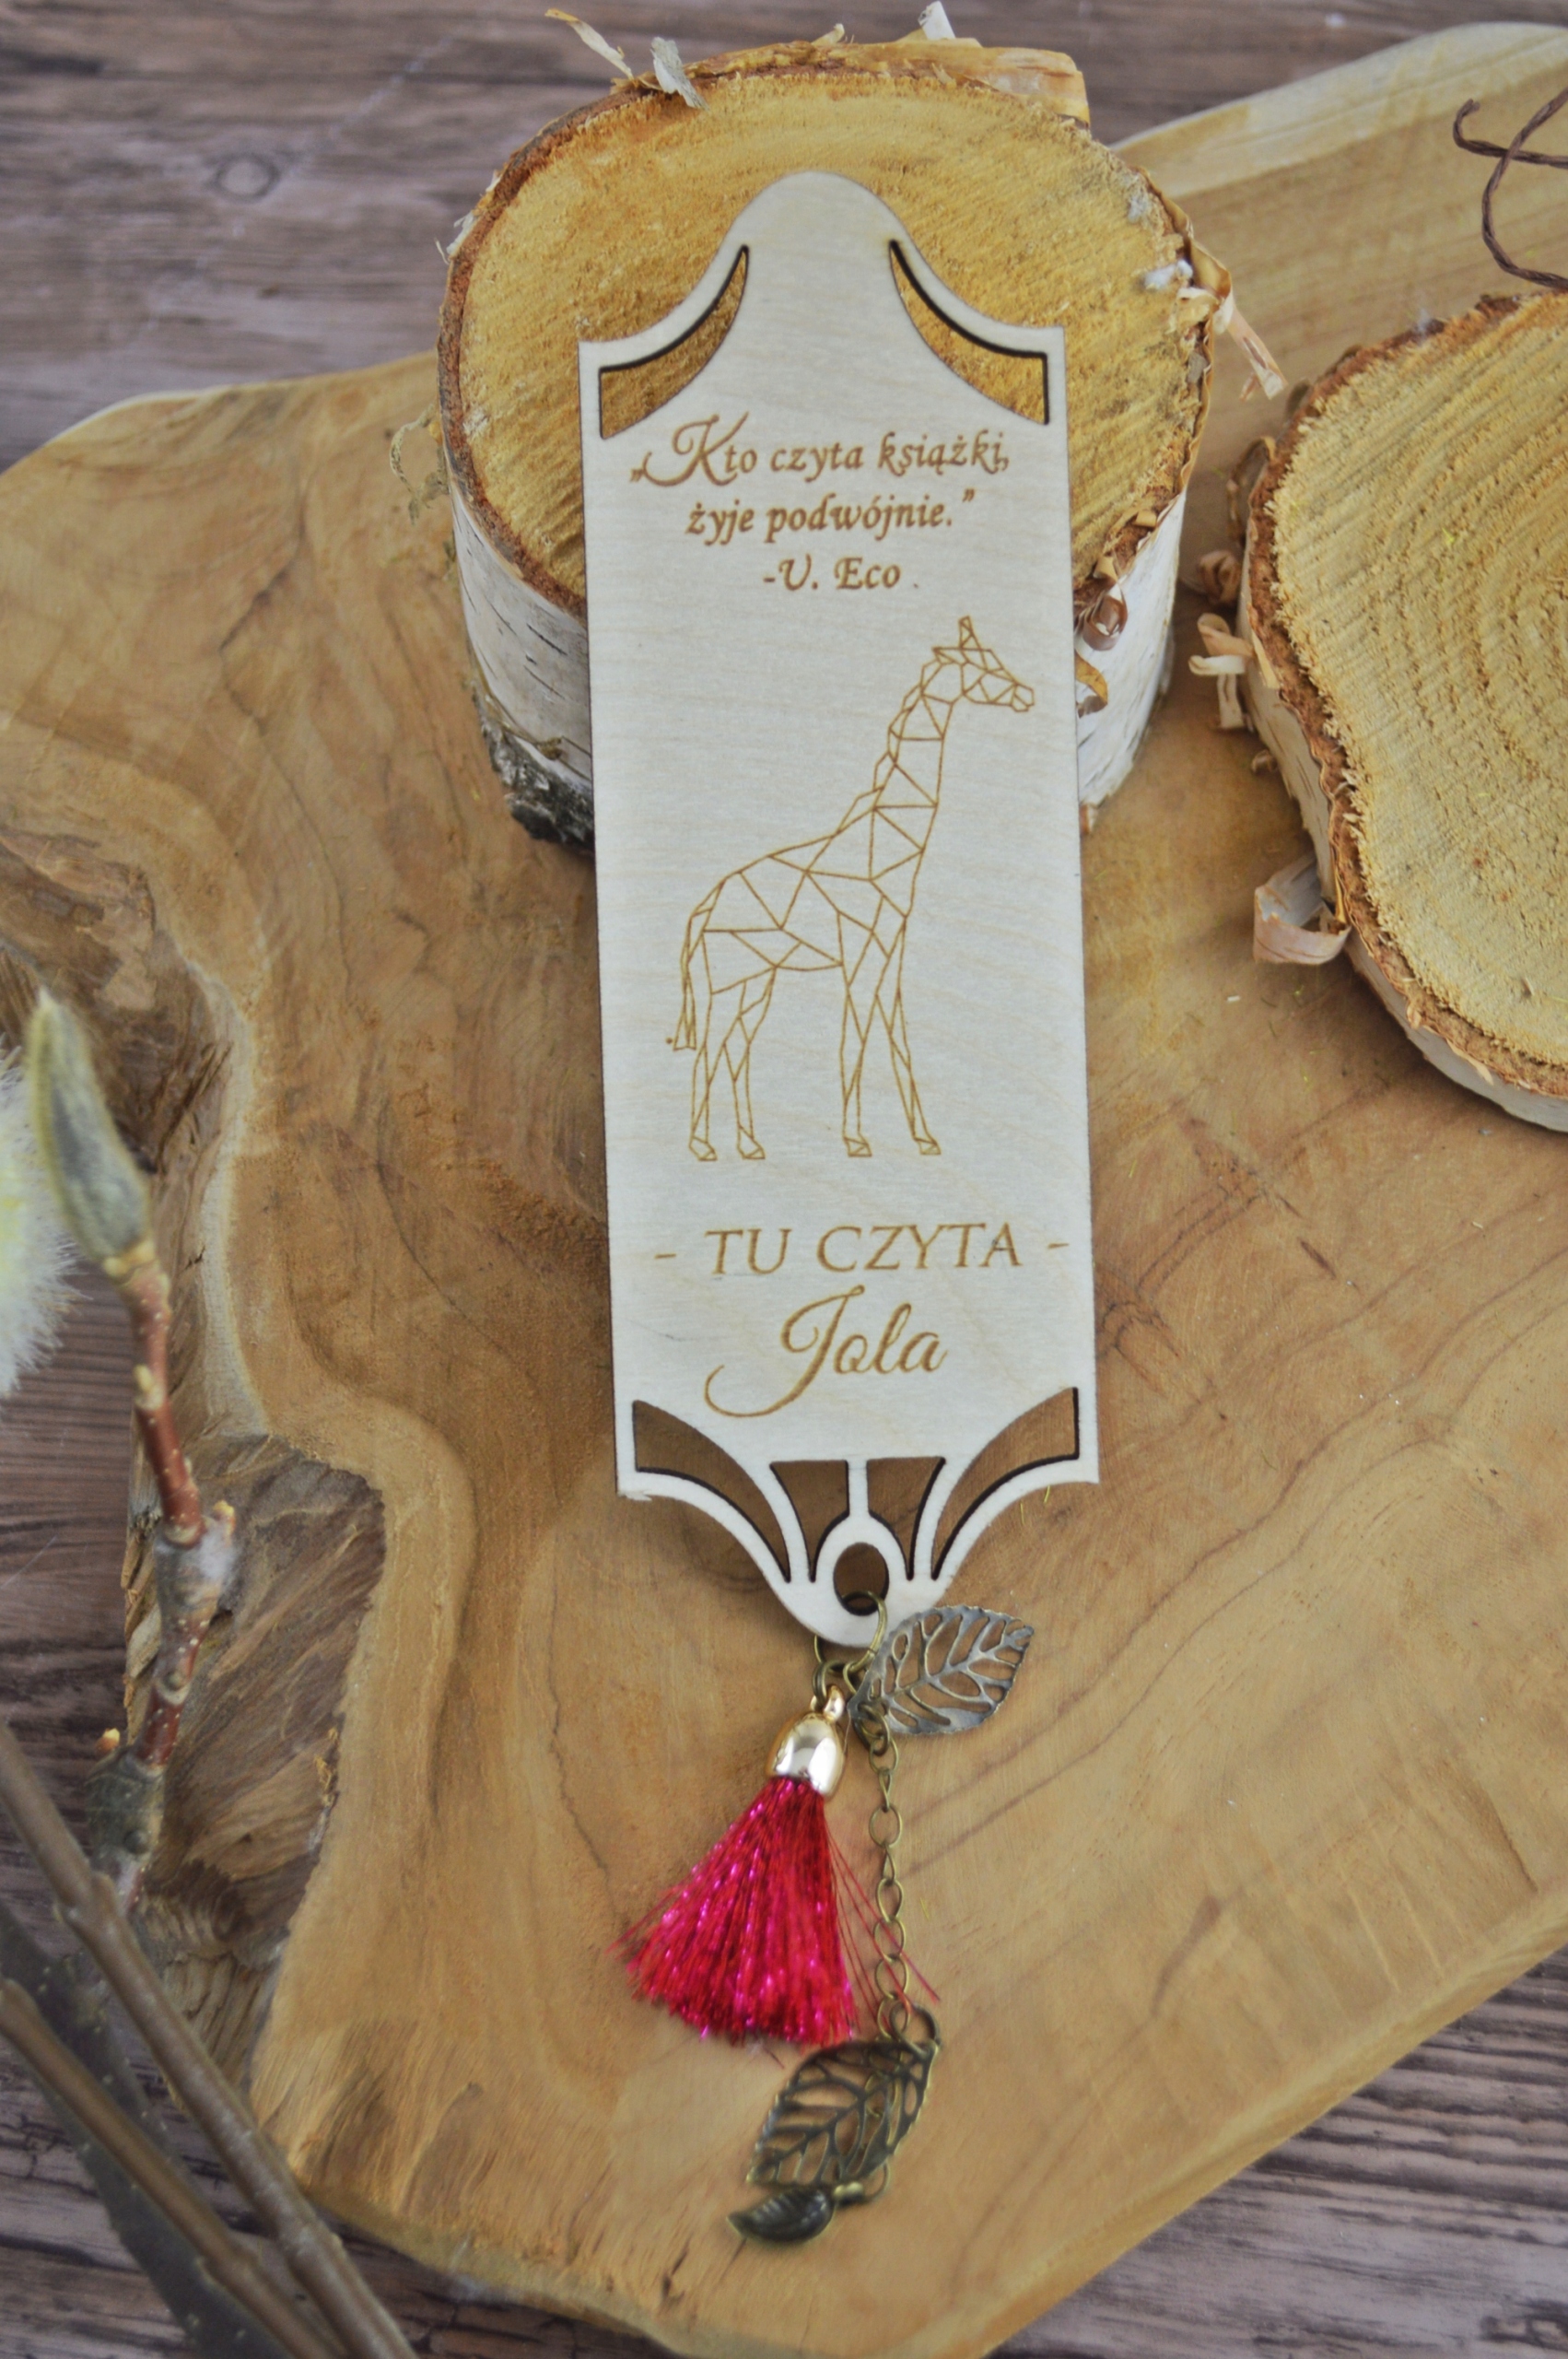 „Kto czyta książki,
żyje podwójnie.”
-U. Eco
- TU CZYTA -
Jola